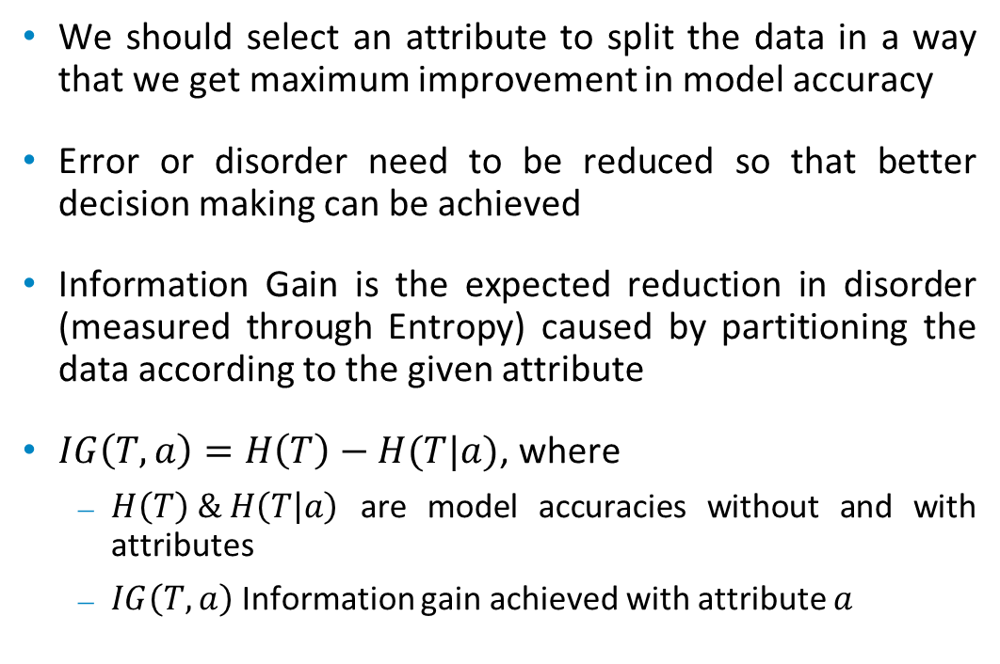 • We should select an attribute to split the data in a way
that we get maximum improvement in model accuracy
• Error or disorder need to be reduced so that better
decision making can be achieved
• Information Gain is the expected reduction in disorder
(measured through Entropy) caused by partitioning the
data according to the given attribute
• IG(T, a) = H(T) − H(T|a), where
– H(T) & H(T|a) are model accuracies without and with
attributes
– IG(T, a) Information gain achieved with attribute a